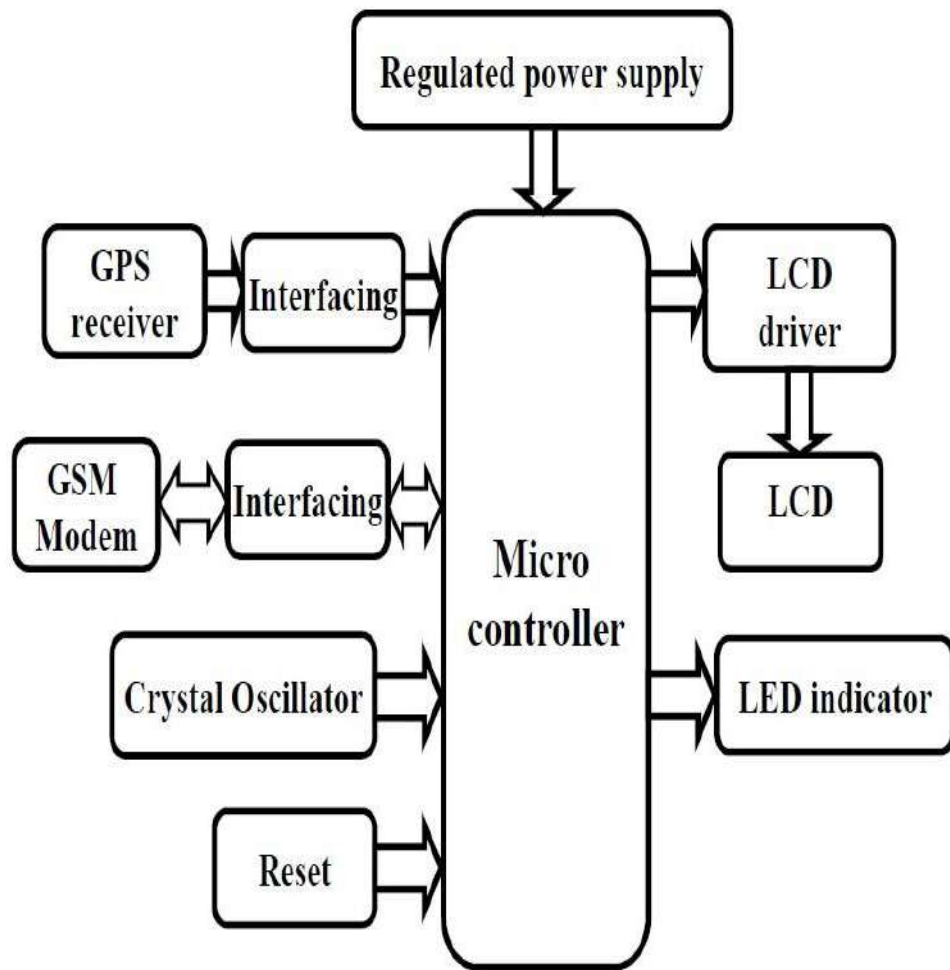 Regulated power supply
GPS
receiver
Interfacing
LCD
driver
GSM
Modem
Interfacing
LCD
Micro
controller
Crystal Oscillator
LED indicator
Reset